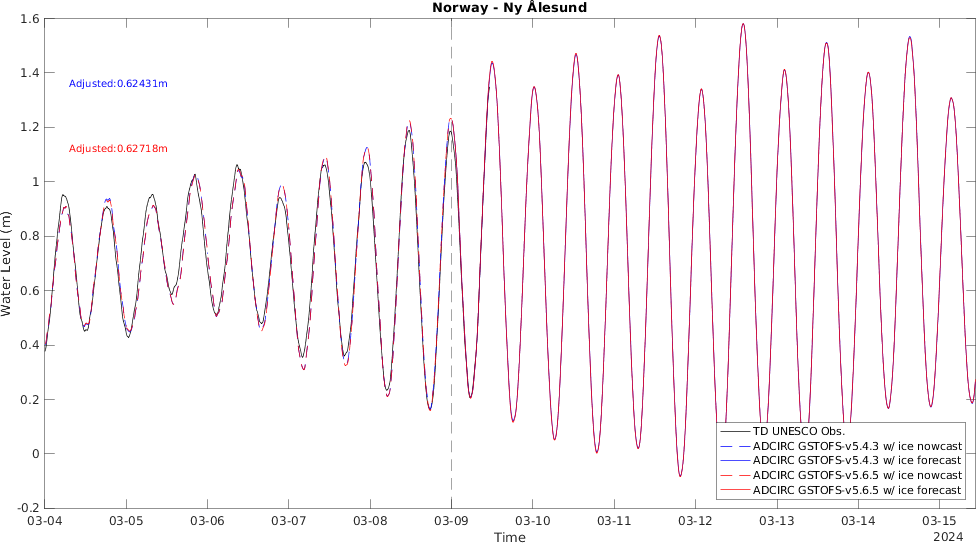 Norway - Ny Ålesund
1.6
1.4
1.2
1
0.8
0.6
0.4
0.2
0
-0.2
Water Level (m)
Adjusted:0.62431m
Adjusted:0.62718m
TD UNESCO Obs.
ADCIRC GSTOFS-v5.4.3 w/ ice nowcast
ADCIRC GSTOFS-v5.4.3 w/ ice forecast
ADCIRC GSTOFS-v5.6.5 w/ ice nowcast
ADCIRC GSTOFS-v5.6.5 w/ ice forecast
03-04 03-05 03-06 03-07 03-08 03-09 03-10 03-11 03-12 03-13 03-14 03-15
Time
2024